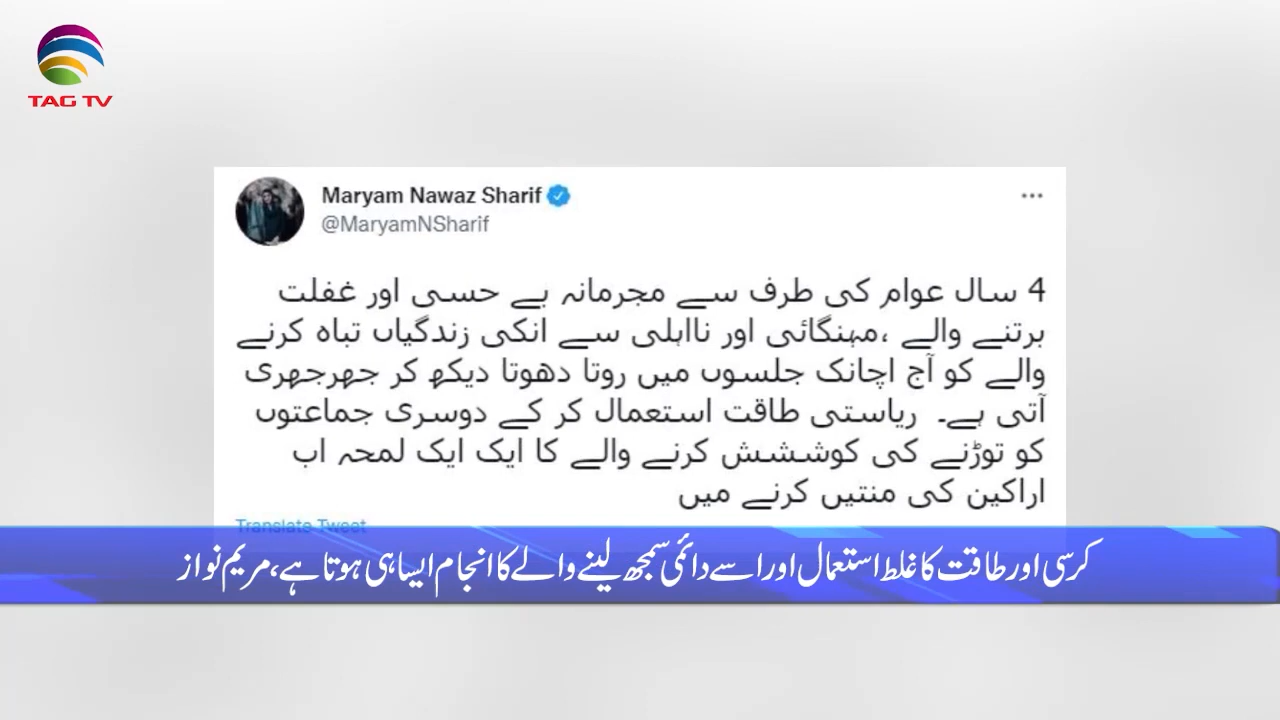 TAG TV
Maryam Nawaz Sharif
@MaryamNSharif
4 سال عوام کی طرف سے مجرمانہ بے حسی اور غفلت
برتنے والے ،مہنگائی اور نااہلی سے انکی زندگیاں تباہ کرنے
والے کو آج اچانک جلسوں میں روتا دھوتا دیکھ کر جھرجھری
آتی ہے۔ ریاستی طاقت استعمال کر کے دوسری جماعتوں
کو توڑنے کی کوششش کرنے والے کا ایک ایک لمحہ اب
اراکین کی منتیں کرنے میں
Translate Tweet
کرسی اور طاقت کا غلط استعمال اور اسے دائمی سمجھ لینے والے کا انجام ایسا ہی ہوتا ہے، مریم نواز